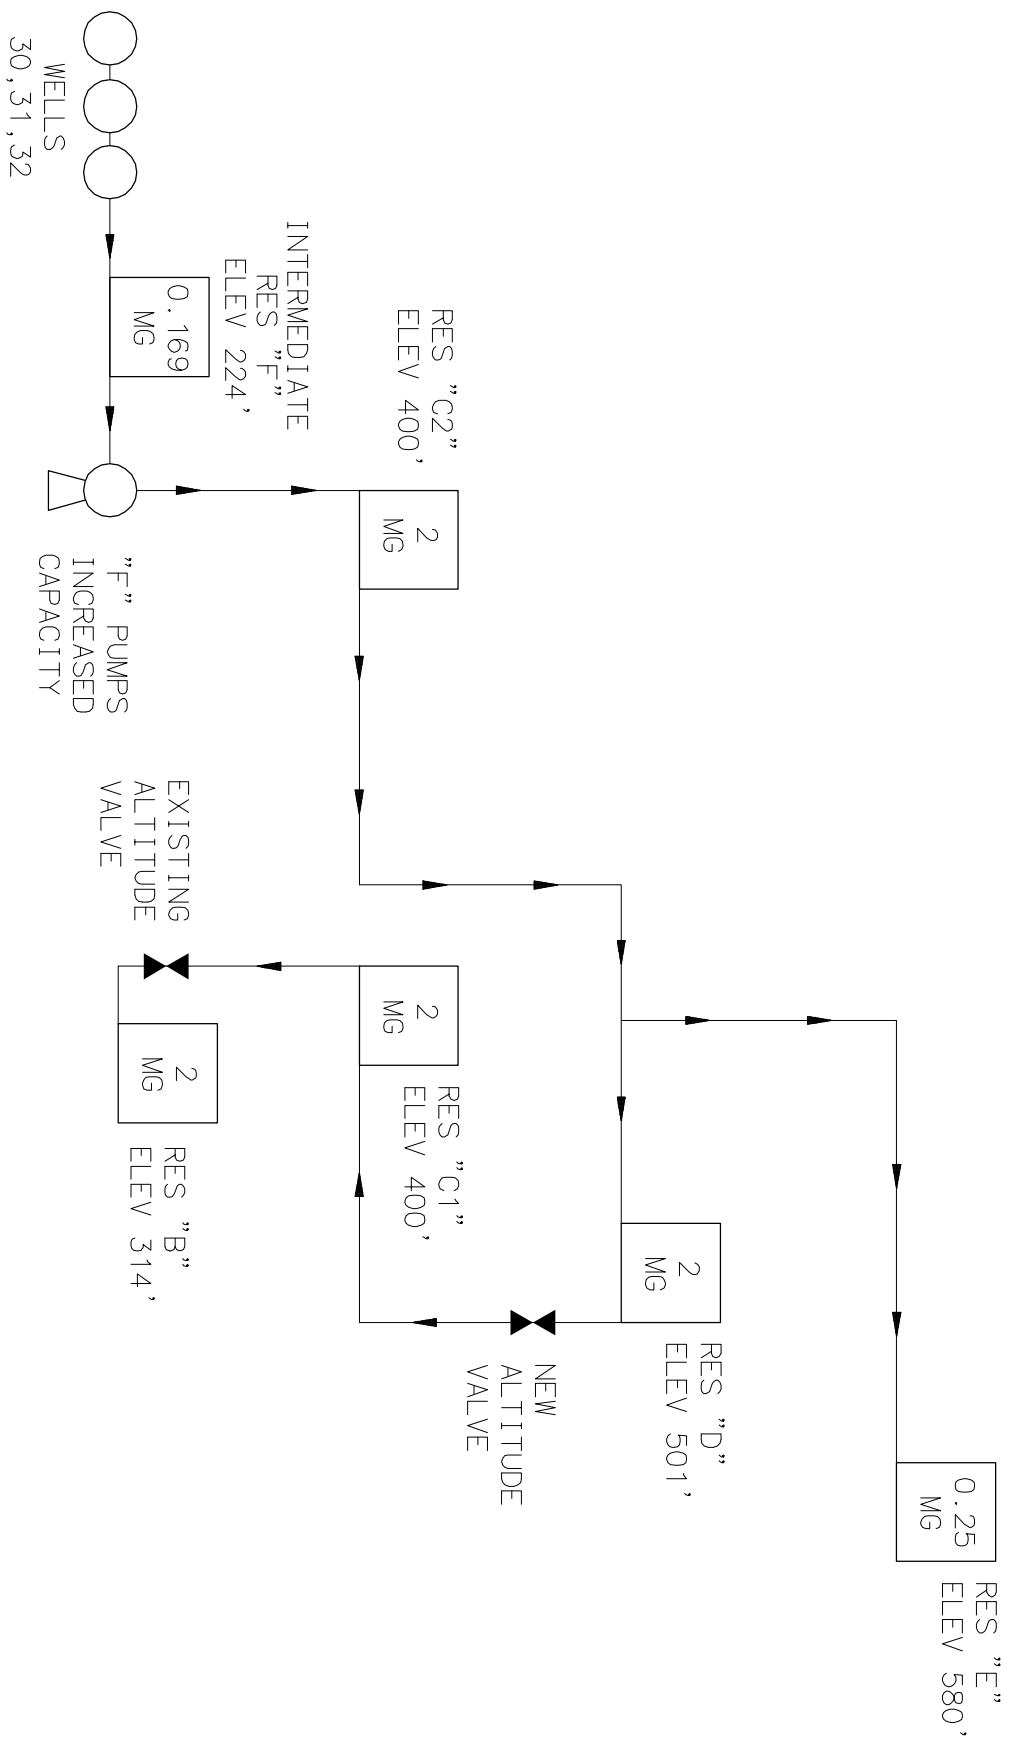 WELLS
30,31,32
0.169
MG
INTERMEDIATE
RES "F"
ELEV 224'
"F" PUMPS
INCREASED
CAPACITY
RES "C2"
ELEV 400'
2
MG
EXISTING
ALTITUDE
VALVE
2
MG
RES "C1"
ELEV 400'
2
MG
RES "B"
ELEV 314'
2
MG
RES "D"
ELEV 501'
NEW
ALTITUDE
VALVE
0.25
MG
RES "E"
ELEV 580'